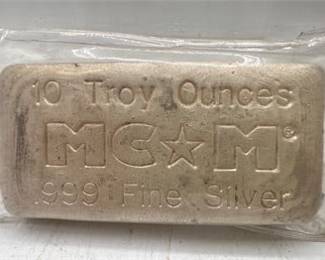 10 Troy Ounces
MC★M®
.999 Fine Silver